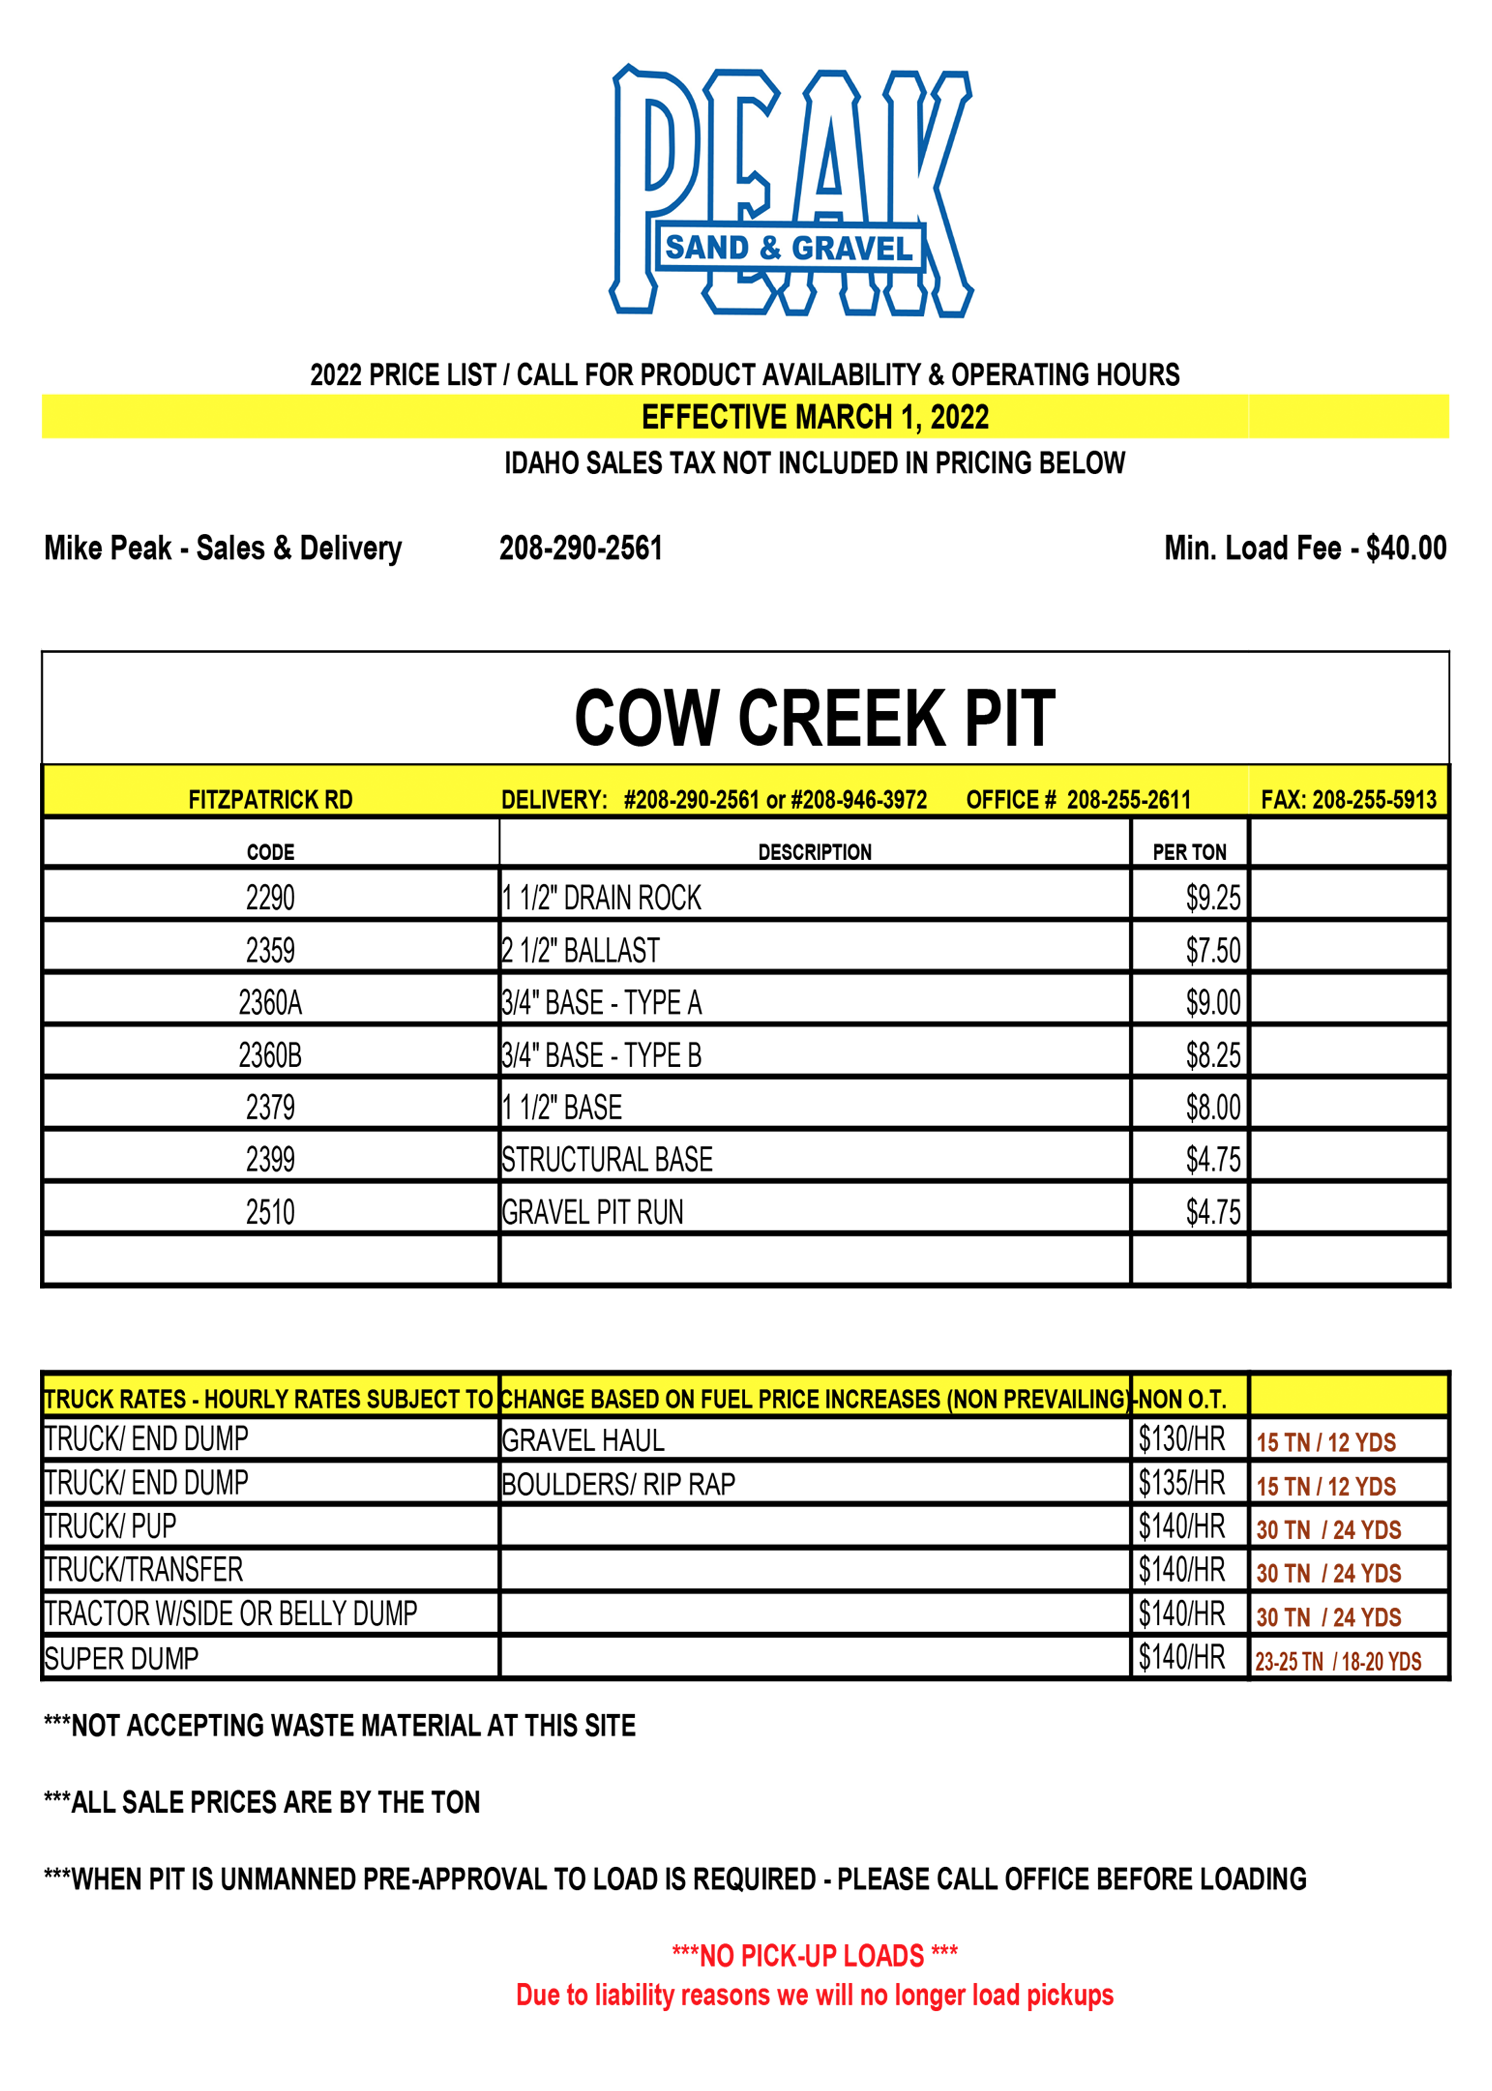 PEAK
SAND & GRAVEL
2022 PRICE LIST / CALL FOR PRODUCT AVAILABILITY & OPERATING HOURS
EFFECTIVE MARCH 1, 2022
IDAHO SALES TAX NOT INCLUDED IN PRICING BELOW
Mike Peak - Sales & Delivery 208-290-2561 Min. Load Fee - $40.00
COW CREEK PIT
FITZPATRICK RD DELIVERY: #208-290-2561 or #208-946-3972 OFFICE # 208-255-2611 FAX: 208-255-5913
CODE DESCRIPTION PER TON
2290 1 1/2" DRAIN ROCK $9.25
2359 2 1/2" BALLAST $7.50
2360A 3/4" BASE - TYPE A $9.00
2360B 3/4" BASE - TYPE B $8.25
2379 1 1/2" BASE $8.00
2399 STRUCTURAL BASE $4.75
2510 GRAVEL PIT RUN $4.75
TRUCK RATES - HOURLY RATES SUBJECT TO CHANGE BASED ON FUEL PRICE INCREASES (NON PREVAILING)-NON O.T.
TRUCK/ END DUMP GRAVEL HAUL $130/HR 15 TN / 12 YDS
TRUCK/ END DUMP BOULDERS/ RIP RAP $135/HR 15 TN / 12 YDS
TRUCK/ PUP $140/HR 30 TN / 24 YDS
TRUCK/TRANSFER $140/HR 30 TN / 24 YDS
TRACTOR W/SIDE OR BELLY DUMP $140/HR 30 TN / 24 YDS
SUPER DUMP $140/HR 23-25 TN / 18-20 YDS
***NOT ACCEPTING WASTE MATERIAL AT THIS SITE
***ALL SALE PRICES ARE BY THE TON
***WHEN PIT IS UNMANNED PRE-APPROVAL TO LOAD IS REQUIRED - PLEASE CALL OFFICE BEFORE LOADING
***NO PICK-UP LOADS ***
Due to liability reasons we will no longer load pickups